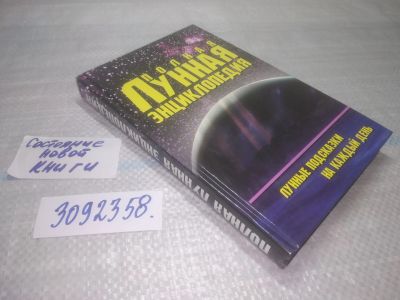 ПОЛНАЯ
ЛУННАЯ
ЭНЦИКЛОПЕДИЯ
ЛУННЫЕ ПОДСКАЗКИ
НА КАЖДЫЙ ДЕНЬ
ПОЛНАЯ ЛУННАЯ ЭНЦИКЛОПЕДИЯ
Состояние
новой
книги
3092358.